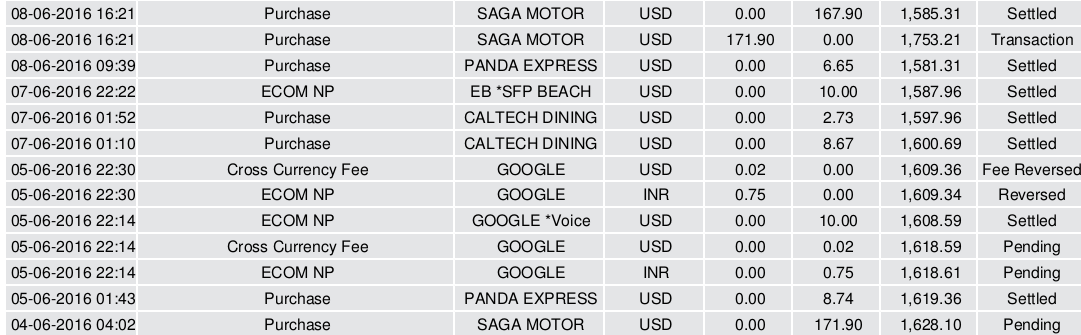 08-06-2016 16:21 Purchase SAGA MOTOR USD 0.00 167.90 1,585.31 Settled
08-06-2016 16:21 Purchase SAGA MOTOR USD 171.90 0.00 1,753.21 Transaction
08-06-2016 09:39 Purchase PANDA EXPRESS USD 0.00 6.65 1,581.31 Settled
07-06-2016 22:22 ECOM NP EB *SFP BEACH USD 0.00 10.00 1,587.96 Settled
07-06-2016 01:52 Purchase CALTECH DINING USD 0.00 2.73 1,597.96 Settled
07-06-2016 01:10 Purchase CALTECH DINING USD 0.00 8.67 1,600.69 Settled
05-06-2016 22:30 Cross Currency Fee GOOGLE USD 0.02 0.00 1,609.36 Fee Reversed
05-06-2016 22:30 ECOM NP GOOGLE INR 0.75 0.00 1,609.34 Reversed
05-06-2016 22:14 ECOM NP GOOGLE *Voice USD 0.00 10.00 1,608.59 Settled
05-06-2016 22:14 Cross Currency Fee GOOGLE USD 0.00 0.02 1,618.59 Pending
05-06-2016 22:14 ECOM NP GOOGLE INR 0.00 0.75 1,618.61 Pending
05-06-2016 01:43 Purchase PANDA EXPRESS USD 0.00 8.74 1,619.36 Settled
04-06-2016 04:02 Purchase SAGA MOTOR USD 0.00 171.90 1,628.10 Pending